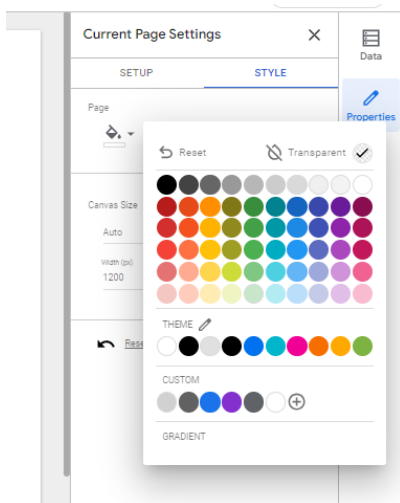 Current Page Settings
Data
SETUP STYLE
Properties
Page
Reset Transparent
Canvas Size
Auto
Width (px)
1200
THEME
Rese
CUSTOM
GRADIENT